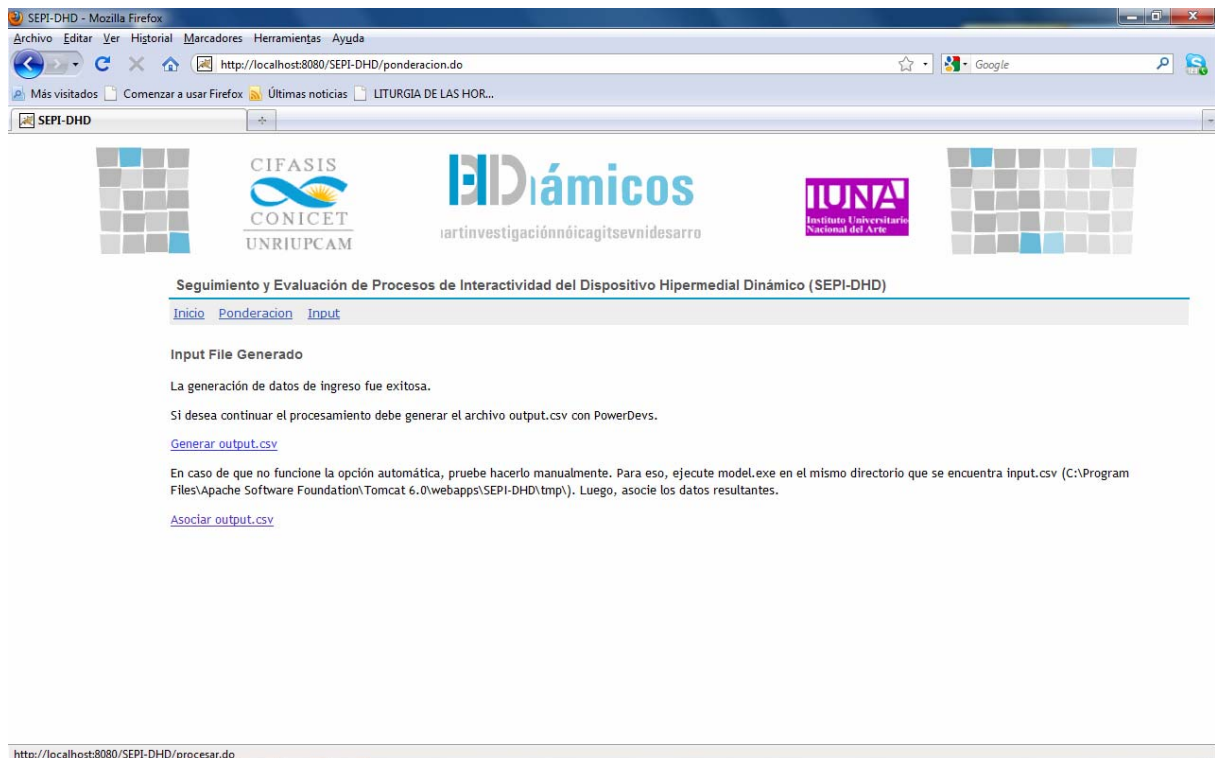 SEPI-DHD - Mozilla Firefox
Archivo Editar Ver Historial Marcadores Herramientas Ayuda
http://localhost:8080/SEPI-DHD/ponderacion.do
Google
Más visitados Comenzar a usar Firefox Últimas noticias LITURGIA DE LAS HOR...
SEPI-DHD
CIFASIS
CONICET
UNRIUPCAM
Diámicos
artinvestigaciónnóicagitsevnidesarro
IUNA
Instituto Universitario
Nacional del Arte
Seguimiento y Evaluación de Procesos de Interactividad del Dispositivo Hipermedial Dinámico (SEPI-DHD)
Inicio Ponderacion Input
Input File Generado
La generación de datos de ingreso fue exitosa.
Si desea continuar el procesamiento debe generar el archivo output.csv con PowerDevs.
Generar output.csv
En caso de que no funcione la opción automática, pruebe hacerlo manualmente. Para eso, ejecute model.exe en el mismo directorio que se encuentra input.csv (C:\Program
Files\Apache Software Foundation\Tomcat 6.0\webapps\SEPI-DHD\tmp\). Luego, asocie los datos resultantes.
Asociar output.csv
http://localhost:8080/SEPI-DHD/procesar.do